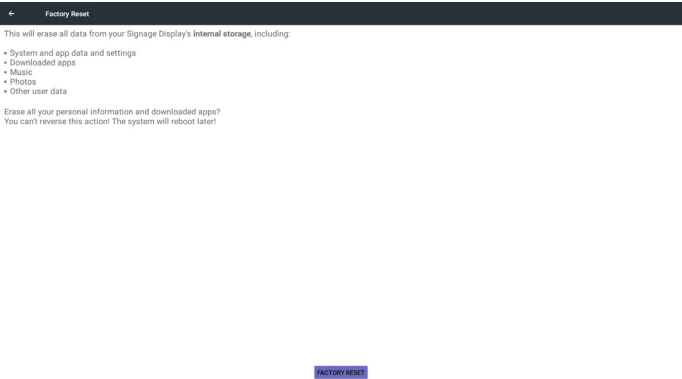 Factory Reset
This will erase all data from your Signage Display's internal storage, including:
• System and app data and settings
• Downloaded apps
• Music
• Photos
• Other user data
Erase all your personal information and downloaded apps?
You can't reverse this action! The system will reboot later!
FACTORY RESET